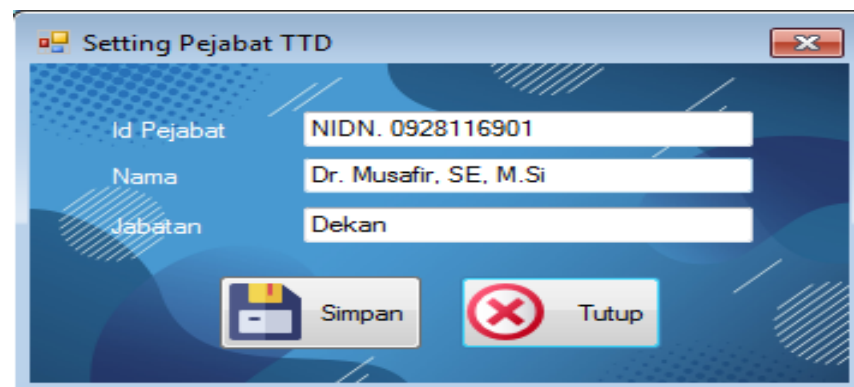 Setting Pejabat TTD
Id Pejabat NIDN. 0928116901
Nama Dr. Musafir, SE, M.Si
Jabatan Dekan
Simpan Tutup